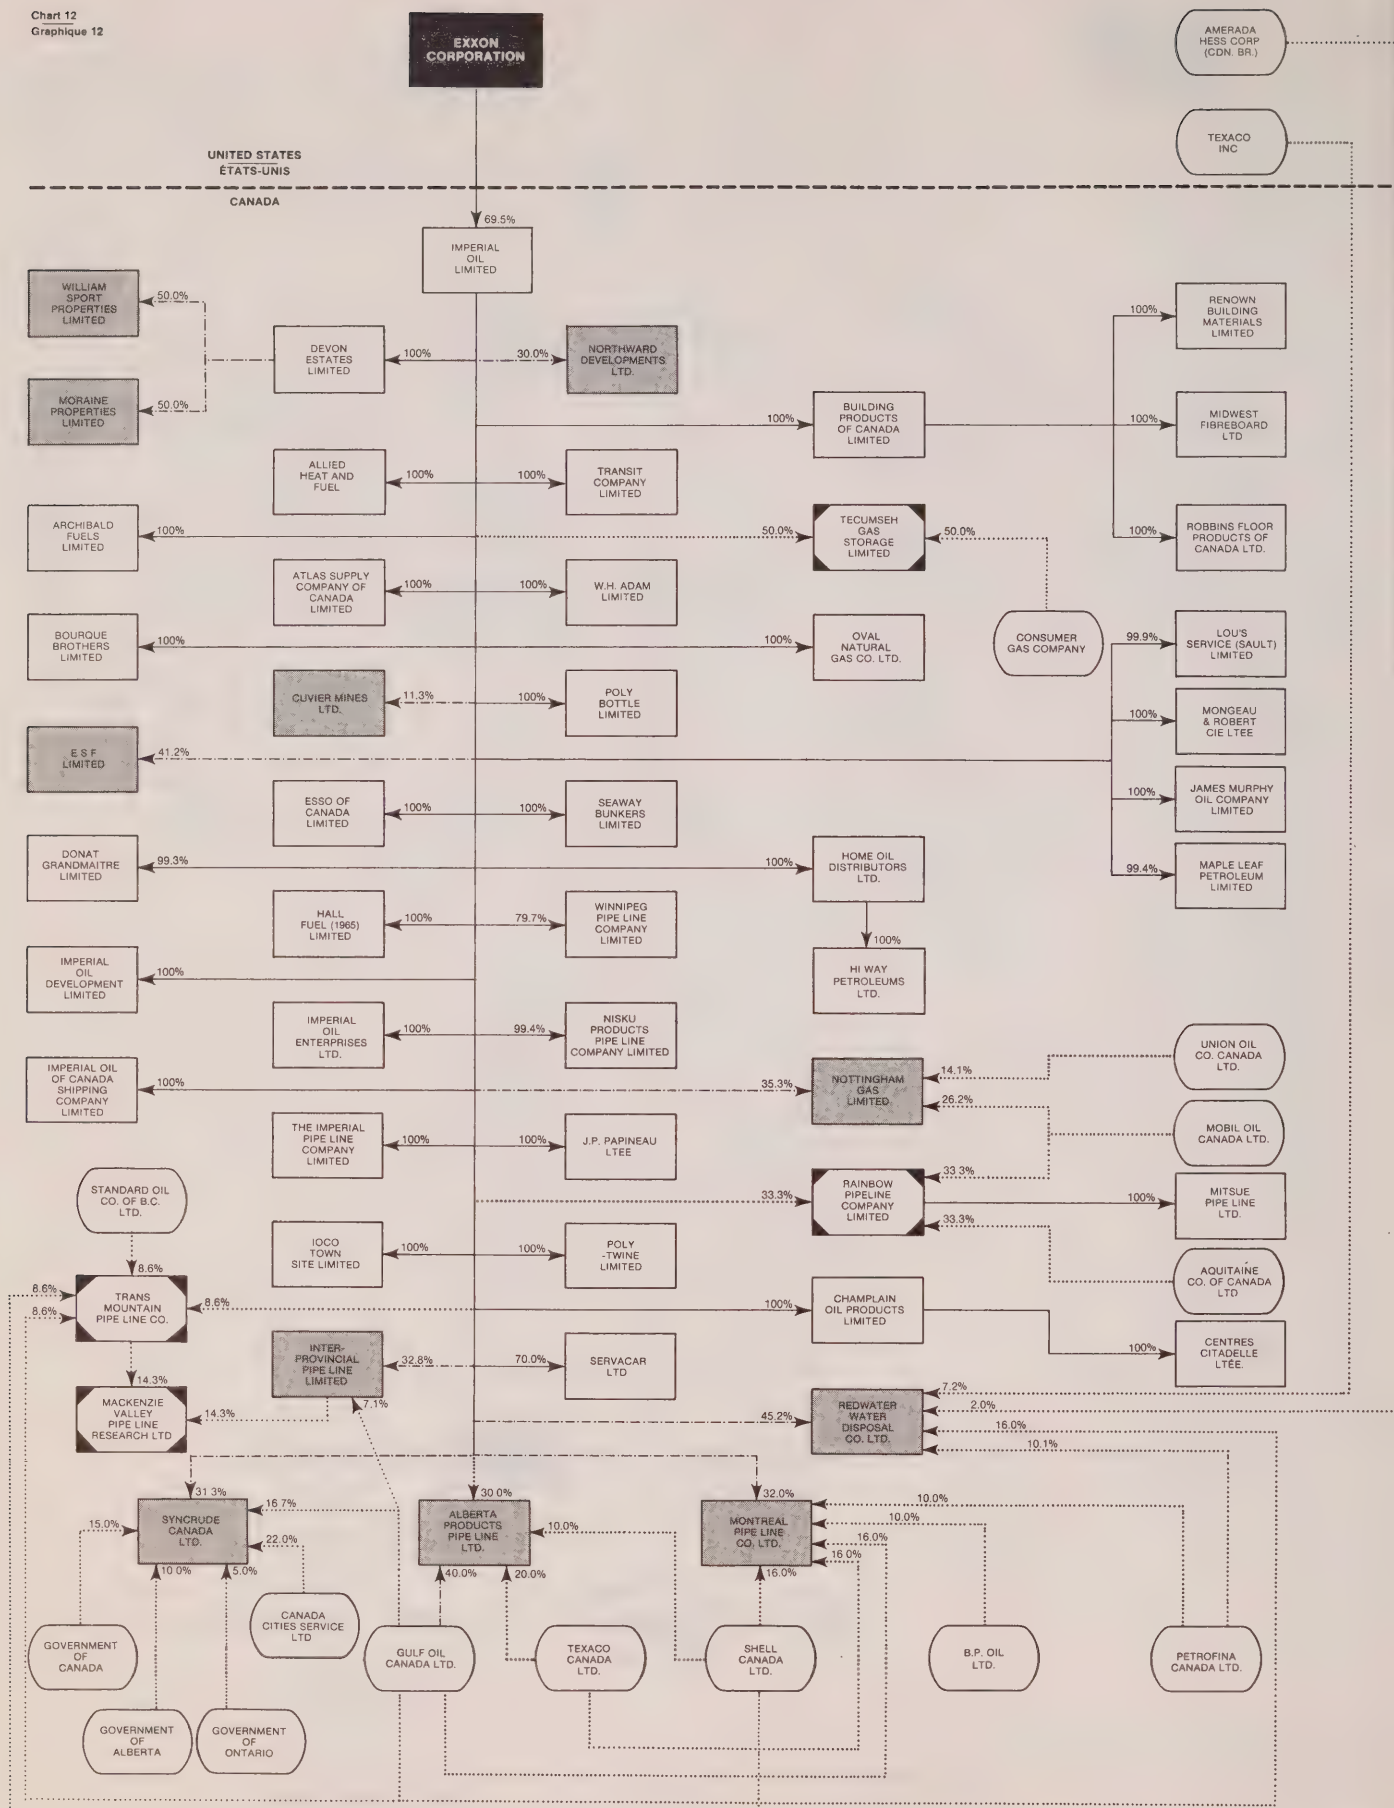 Chart 12
Graphique 12
EXXON
CORPORATION
AMERADA
HESS CORP
(CDN. BR.)
TEXACO
INC
UNITED STATES
ÉTATS-UNIS
CANADA
69.5%
IMPERIAL
OIL
LIMITED
WILLIAM
SPORT
PROPERTIES
LIMITED
50.0%
DEVON
ESTATES
LIMITED
100%
30.0%
NORTHWARD
DEVELOPMENTS
LTD.
100%
RENOWN
BUILDING
MATERIALS
LIMITED
MORAINE
PROPERTIES
LIMITED
50.0%
100%
BUILDING
PRODUCTS
OF CANADA
LIMITED
100%
MIDWEST
FIBREBOARD
LTD
ALLIED
HEAT AND
FUEL
100%
100%
TRANSIT
COMPANY
LIMITED
ARCHIBALD
FUELS
LIMITED
100%
50.0%
TECUMSEH
GAS
STORAGE
LIMITED
50.0%
100%
ROBBINS FLOOR
PRODUCTS OF
CANADA LTD.
ATLAS SUPPLY
COMPANY OF
CANADA
LIMITED
100%
100%
W.H. ADAM
LIMITED
BOURQUE
BROTHERS
LIMITED
100%
100%
OVAL
NATURAL
GAS CO. LTD.
CONSUMER
GAS COMPANY
99.9%
LOU'S
SERVICE (SAULT)
LIMITED
CUVIER MINES
LTD.
11.3%
100%
POLY
BOTTLE
LIMITED
100%
MONGEAU
& ROBERT
CIE LTEE
E S F
LIMITED
41.2%
ESSO OF
CANADA
LIMITED
100%
100%
SEAWAY
BUNKERS
LIMITED
100%
JAMES MURPHY
OIL COMPANY
LIMITED
DONAT
GRANDMAITRE
LIMITED
99.3%
100%
HOME OIL
DISTRIBUTORS
LTD.
99.4%
MAPLE LEAF
PETROLEUM
LIMITED
HALL
FUEL (1965)
LIMITED
100%
79.7%
WINNIPEG
PIPE LINE
COMPANY
LIMITED
100%
HI WAY
PETROLEUMS
LTD.
IMPERIAL
OIL
DEVELOPMENT
LIMITED
100%
IMPERIAL
OIL
ENTERPRISES
LTD.
100%
99.4%
NISKU
PRODUCTS
PIPE LINE
COMPANY LIMITED
UNION OIL
CO. CANADA
LTD.
IMPERIAL OIL
OF CANADA
SHIPPING
COMPANY
LIMITED
100%
35.3%
NOTTINGHAM
GAS
LIMITED
14.1%
26.2%
MOBIL OIL
CANADA LTD.
THE IMPERIAL
PIPE LINE
COMPANY
LIMITED
100%
100%
J.P. PAPINEAU
LTEE
STANDARD OIL
CO. OF B.C.
LTD.
33.3%
RAINBOW
PIPELINE
COMPANY
LIMITED
33 3%
33.3%
100%
MITSUE
PIPE LINE
LTD.
IOCO
TOWN
SITE LIMITED
100%
100%
POLY
-TWINE
LIMITED
AQUITAINE
CO. OF CANADA
LTD
8.6%
8.6%
8.6%
TRANS
MOUNTAIN
PIPE LINE CO.
8.6%
100%
CHAMPLAIN
OIL PRODUCTS
LIMITED
100%
CENTRES
CITADELLE
LTÉE.
INTER-
PROVINCIAL
PIPE LINE
LIMITED
32.8%
70.0%
SERVACAR
LTD
14.3%
MACKENZIE
VALLEY
PIPE LINE
RESEARCH LTD
14.3%
7.1%
45.2%
REDWATER
WATER
DISPOSAL
CO. LTD.
7.2%
2.0%
16.0%
10.1%
31 3%
SYNCRUDE
CANADA
LTD.
15.0%
16 7%
22.0%
10 0%
5.0%
30 0%
ALBERTA
PRODUCTS
PIPE LINE
LTD.
10.0%
40.0%
20.0%
32.0%
MONTREAL
PIPE LINE
CO. LTD.
10.0%
10.0%
16.0%
16 0%
16.0%
CANADA
CITIES SERVICE
LTD
GOVERNMENT
OF
CANADA
GULF OIL
CANADA LTD.
TEXACO
CANADA
LTD.
SHELL
CANADA
LTD.
B.P. OIL
LTD.
PETROFINA
CANADA LTD.
GOVERNMENT
OF
ALBERTA
GOVERNMENT
OF
ONTARIO